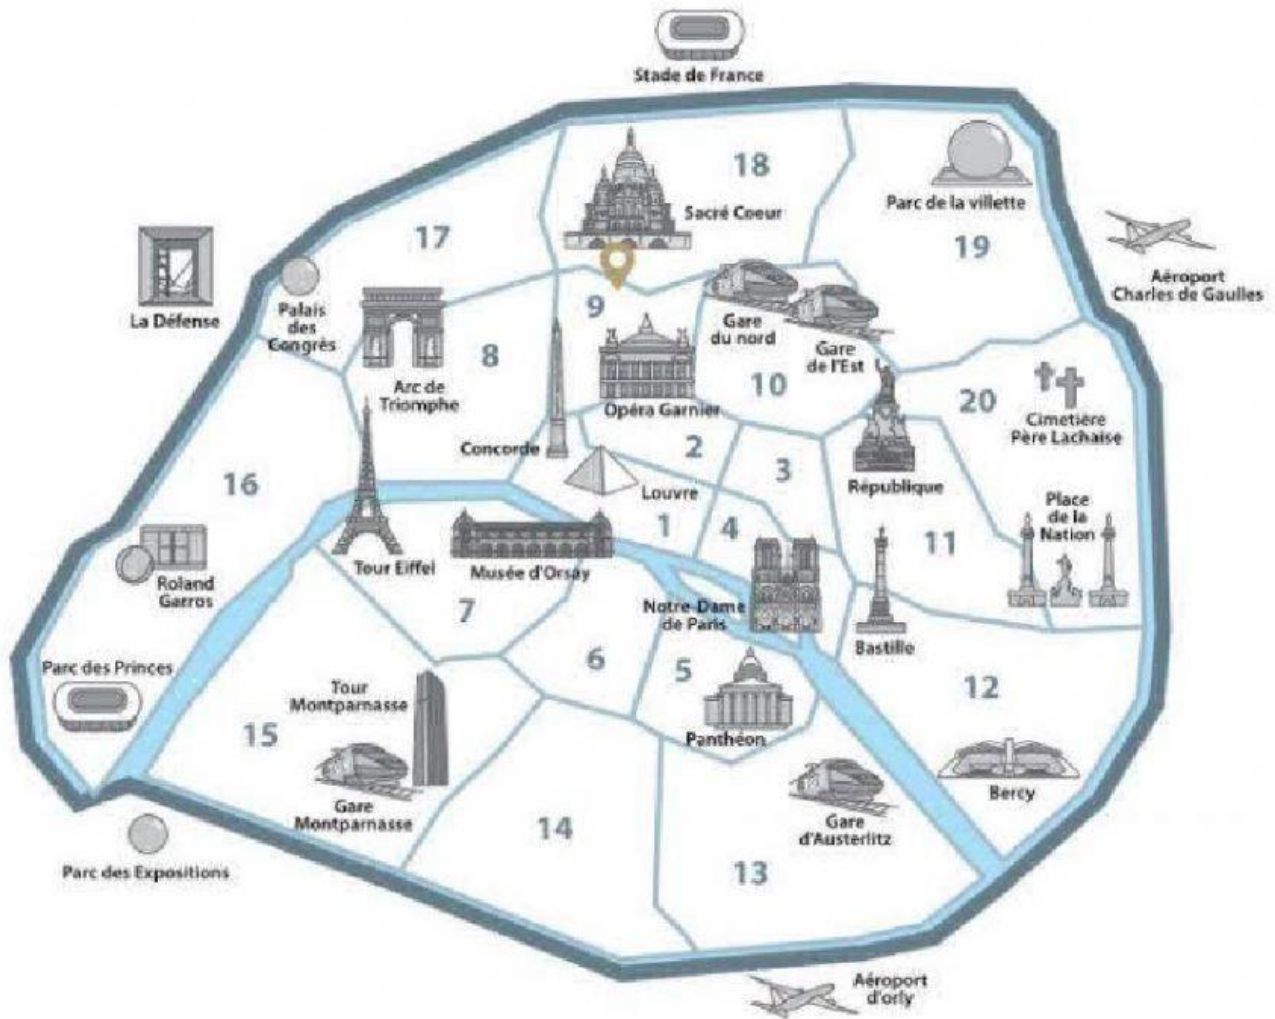 Stade de France
18
Parc de la villette
Sacré Coeur
17
19
Aéroport
Charles de Gaulles
La Défense
Palais
des
Congrès
9
Gare
du nord
Gare
de l'Est
8
Arc de
Triomphe
10
Opéra Garnier
20
Cimetière
Père Lachaise
Concorde
2
3
16
Louvre
République
Place
de la
Nation
1
4
11
Roland
Garros
Tour Eiffel
Musée d'Orsay
7
Notre-Dame
de Paris
Bastille
6
5
12
Parc des Princes
Tour
Montparnasse
15
Panthéon
Bercy
Gare
Montparnasse
14
Gare
d'Austerlitz
Parc des Expositions
13
Aéroport
d'orly